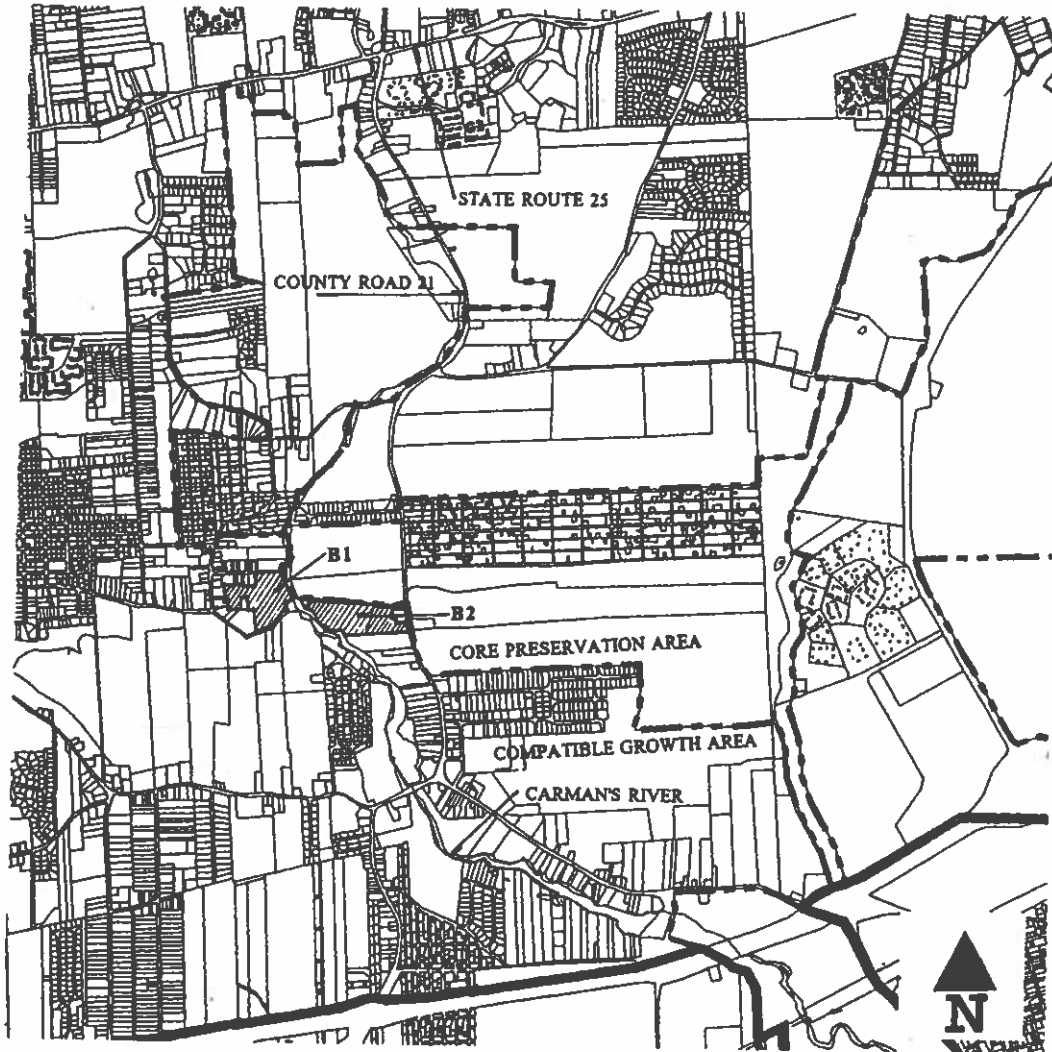 STATE ROUTE 25
COUNTY ROAD 21
B1
B2
CORE PRESERVATION AREA
COMPATIBLE GROWTH AREA
CARMAN'S RIVER
N